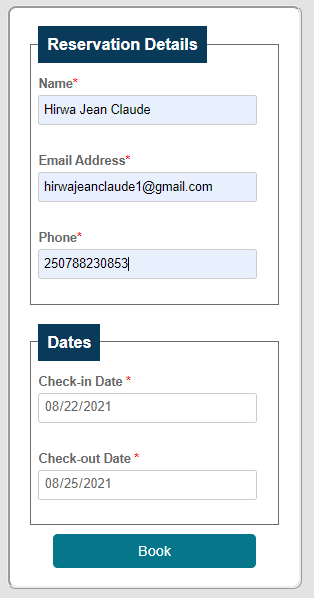 Reservation Details
Name*
Hirwa Jean Claude
Email Address*
hirwajeanclaude1@gmail.com
Phone*
250788230853
Dates
Check-in Date *
08/22/2021
Check-out Date *
08/25/2021
Book